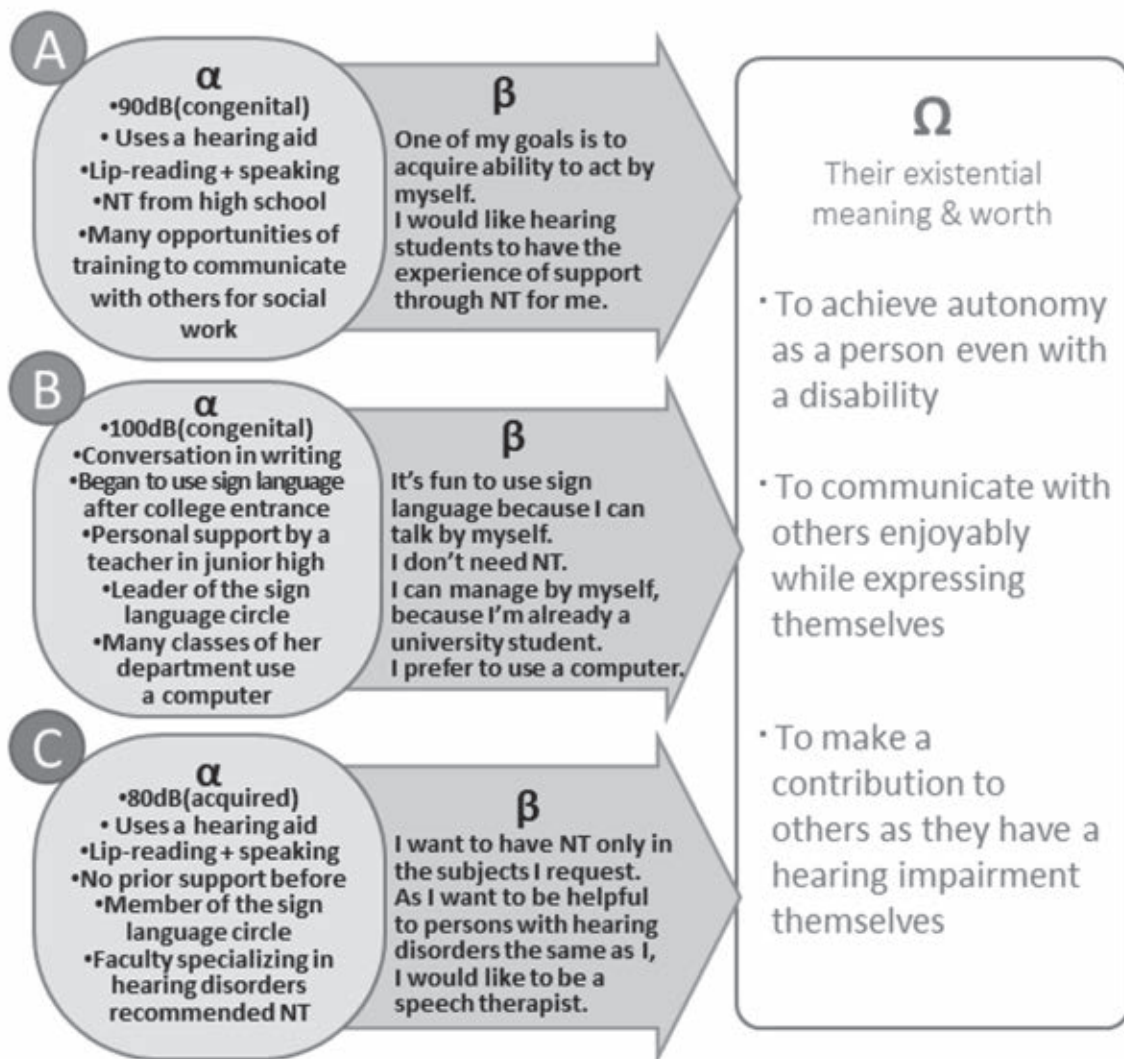 A
α
•90dB(congenital)
• Uses a hearing aid
•Lip-reading + speaking
•NT from high school
•Many opportunities of
training to communicate
with others for social
work
β
One of my goals is to
acquire ability to act by
myself.
I would like hearing
students to have the
experience of support
through NT for me.
B
α
•100dB(congenital)
•Conversation in writing
•Began to use sign language
after college entrance
•Personal support by a
teacher in junior high
•Leader of the sign
language circle
•Many classes of her
department use
a computer
β
It's fun to use sign
language because I can
talk by myself.
I don't need NT.
I can manage by myself,
because I'm already a
university student.
I prefer to use a computer.
C
α
•80dB(acquired)
• Uses a hearing aid
•Lip-reading + speaking
•No prior support before
•Member of the sign
language circle
•Faculty specializing in
hearing disorders
recommended NT
β
I want to have NT only in
the subjects I request.
As I want to be helpful
to persons with hearing
disorders the same as I,
I would like to be a
speech therapist.
Ω
Their existential
meaning & worth
・To achieve autonomy
as a person even with
a disability
・To communicate with
others enjoyably
while expressing
themselves
・To make a
contribution to
others as they have a
hearing impairment
themselves